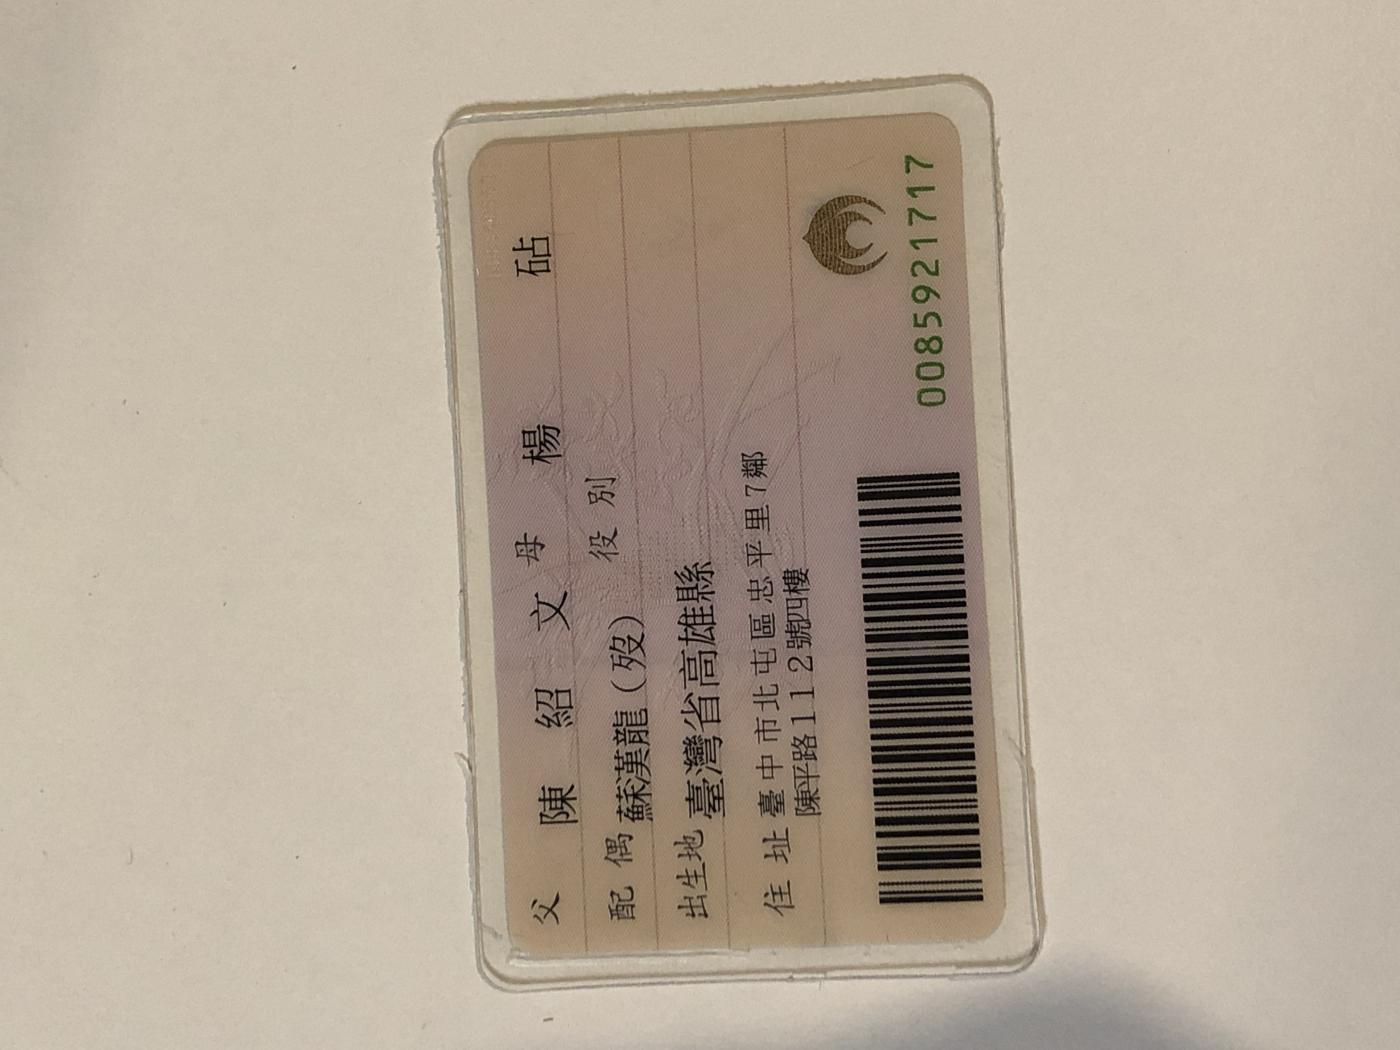 父 陳紹文 母 楊砧
配偶 蘇漢龍(歿) 役別
出生地 臺灣省高雄縣
住址 臺中市北屯區忠平里7鄰
陳平路112號四樓
0085921717